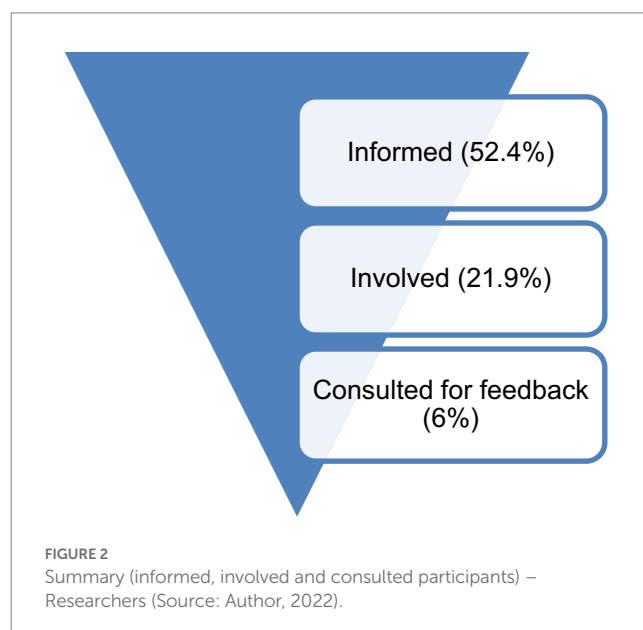 Informed (52.4%)
Involved (21.9%)
Consulted for feedback
(6%)
FIGURE 2
Summary (informed, involved and consulted participants) –
Researchers (Source: Author, 2022).